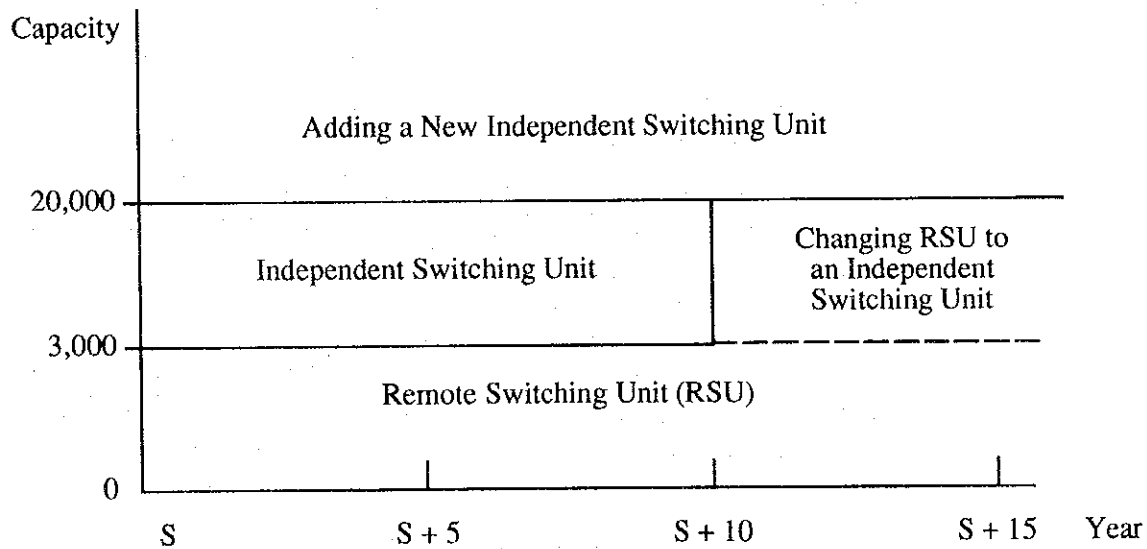 Capacity
Adding a New Independent Switching Unit
20,000
Independent Switching Unit
Changing RSU to
an Independent
Switching Unit
3,000
Remote Switching Unit (RSU)
0
S
S + 5
S + 10
S + 15
Year